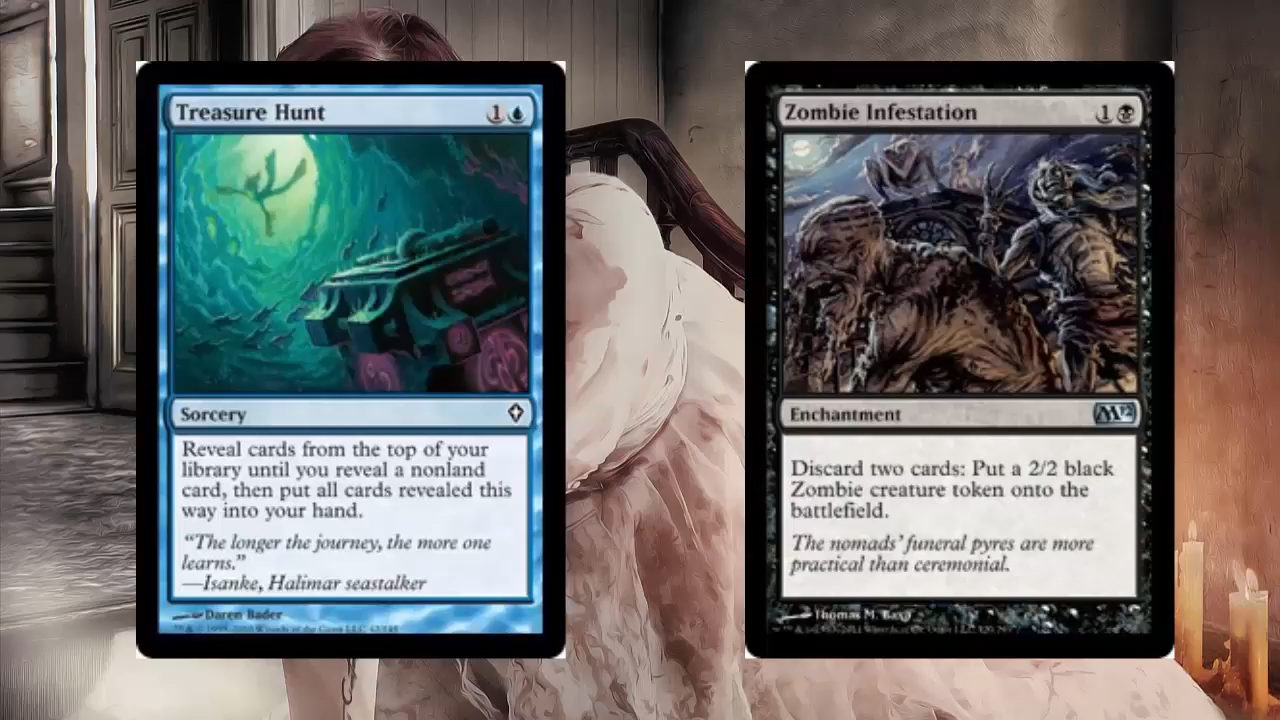 Treasure Hunt 1
Sorcery
Reveal cards from the top of your
library until you reveal a nonland
card, then put all cards revealed this
way into your hand.
“The longer the journey, the more one
learns.”
—Isanke, Halimar seastalker
Daren Bader
Zombie Infestation 1
Enchantment M12
Discard two cards: Put a 2/2 black
Zombie creature token onto the
battlefield.
The nomads’ funeral pyres are more
practical than ceremonial.
Thomas M. Baxa